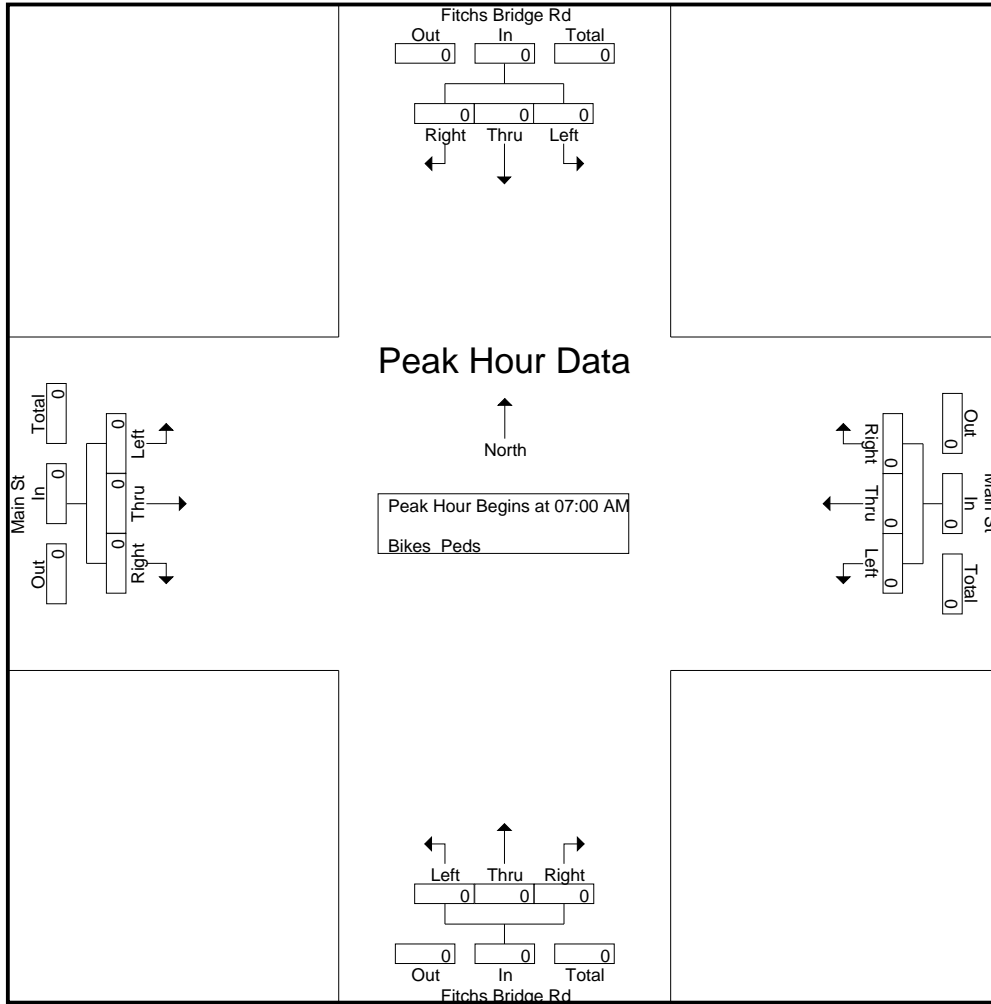 Fitchs Bridge Rd
Out In Total
0 0 0
0 0 0
Right Thru Left
Peak Hour Data
North
Peak Hour Begins at 07:00 AM
Bikes Peds
Main St
Total In Out
0 0 0
0 0 0
Left Thru Right
Main St
Out In Total
0 0 0
0 0 0
Right Thru Left
Left Thru Right
0 0 0
0 0 0
Out In Total
Fitchs Bridge Rd